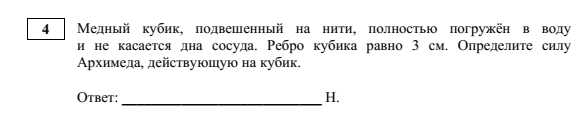 4
Медный кубик, подвешенный на нити, полностью погружён в воду
и не касается дна сосуда. Ребро кубика равно 3 см. Определите силу
Архимеда, действующую на кубик.
Ответ: ___________________________ Н.